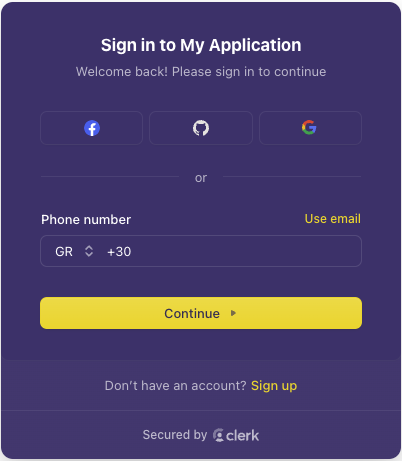 Sign in to My Application
Welcome back! Please sign in to continue
or
Phone number Use email
GR +30
Continue
Don't have an account? Sign up
Secured by clerk